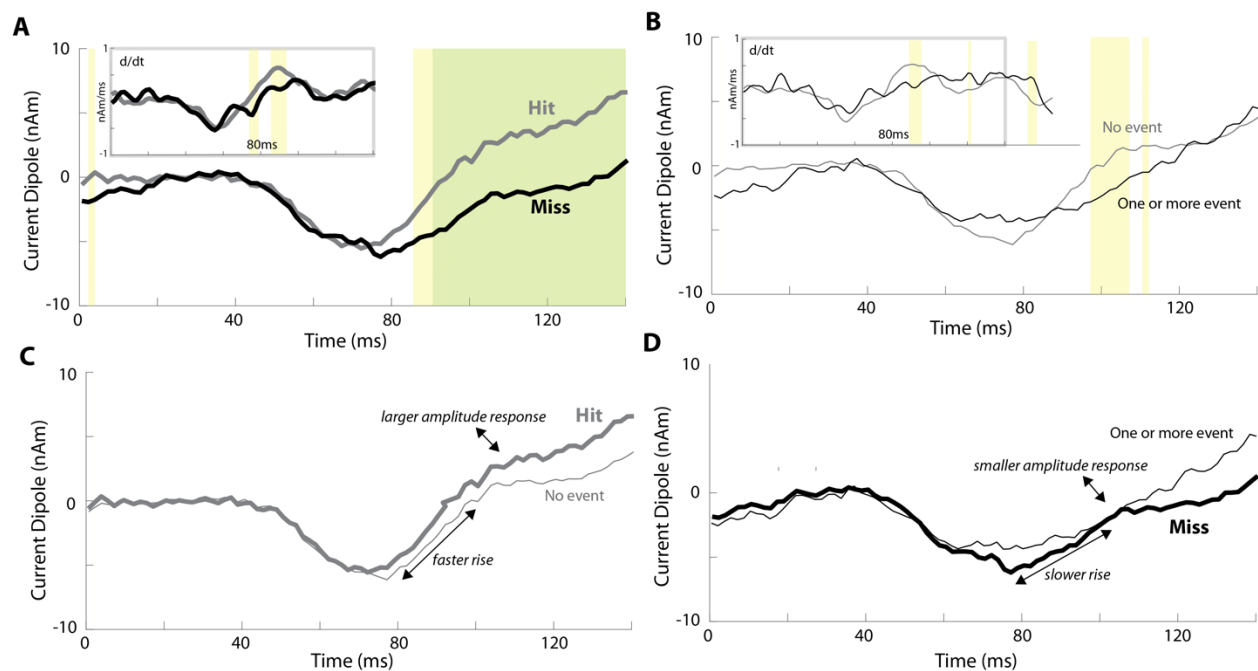 A
10
d/dt
1
nAm/ms
-1
80ms
Hit
Miss
0
-10
Current Dipole (nAm)
0
40
80
120
Time (ms)
B
10
d/dt
1
nAm/ms
-1
80ms
No event
One or more event
0
-10
Current Dipole (nAm)
0
40
80
120
Time (ms)
C
10
larger amplitude response
Hit
No event
faster rise
0
-10
Current Dipole (nAm)
0
40
80
120
Time (ms)
D
10
One or more event
smaller amplitude response
Miss
slower rise
0
-10
Current Dipole (nAm)
0
40
80
120
Time (ms)